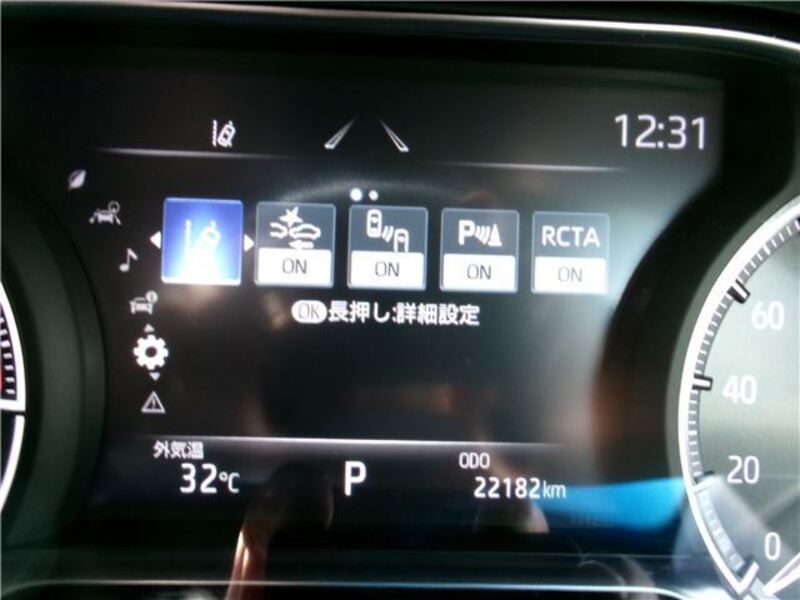 12:31
ON
ON
P
ON
RCTA
ON
OK 長押し:詳細設定
外気温
32℃
P
ODO
22182km
60
40
20
0